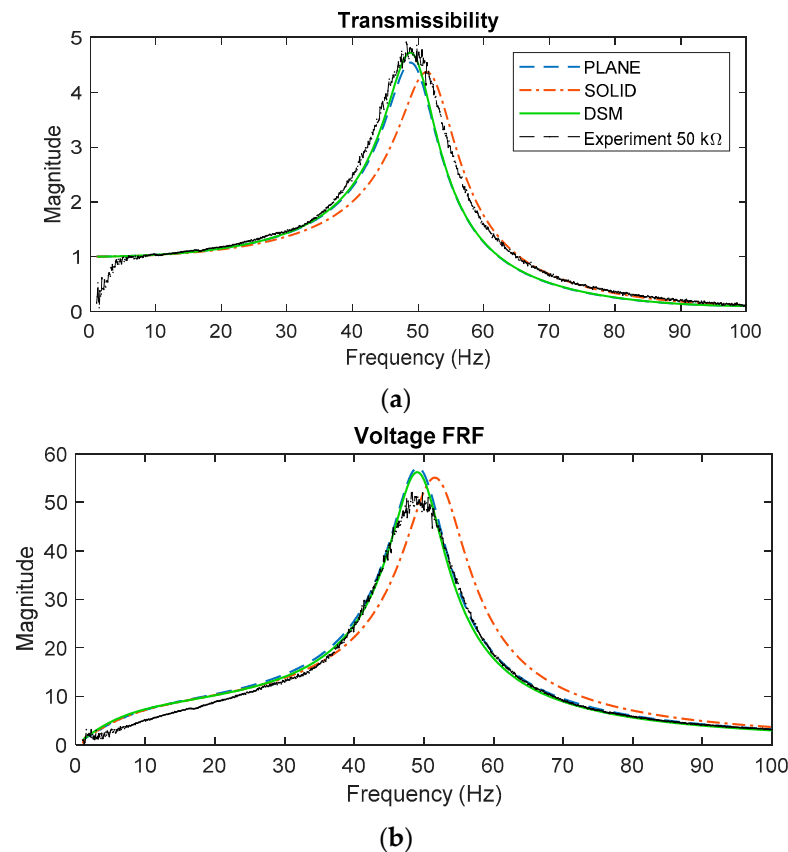 Transmissibility
5
4
3
2
1
0
Magnitude
PLANE
SOLID
DSM
Experiment 50 kΩ
0 10 20 30 40 50 60 70 80 90 100
Frequency (Hz)
(a)
Voltage FRF
60
50
40
30
20
10
0
Magnitude
0 10 20 30 40 50 60 70 80 90 100
Frequency (Hz)
(b)